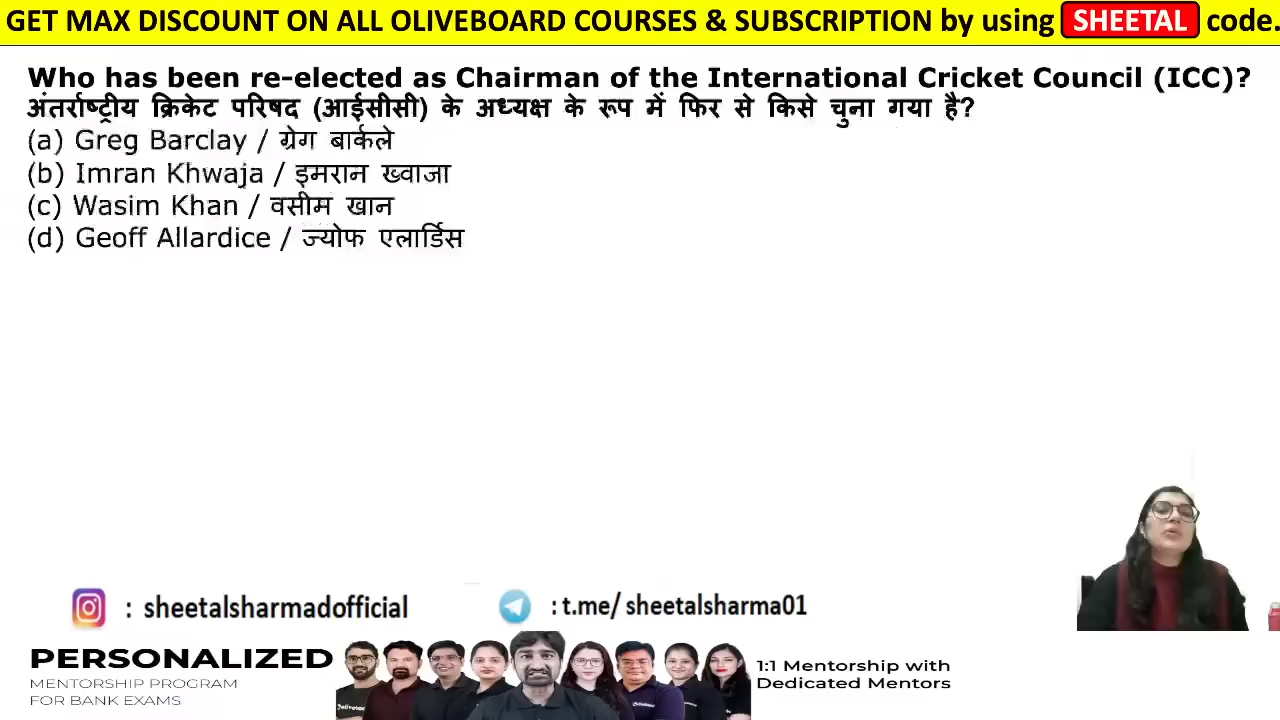 GET MAX DISCOUNT ON ALL OLIVEBOARD COURSES & SUBSCRIPTION by using SHEETAL code.
Who has been re-elected as Chairman of the International Cricket Council (ICC)?
अंतर्राष्ट्रीय क्रिकेट परिषद (आईसीसी) के अध्यक्ष के रूप में फिर से किसे चुना गया है?
(a) Greg Barclay / ग्रेग बार्कले
(b) Imran Khwaja / इमरान ख्वाजा
(c) Wasim Khan / वसीम खान
(d) Geoff Allardice / ज्योफ एलार्डिस
: sheetalsharmadofficial
: t.me/ sheetalsharma01
PERSONALIZED
MENTORSHIP PROGRAM
FOR BANK EXAMS
1:1 Mentorship with
Dedicated Mentors